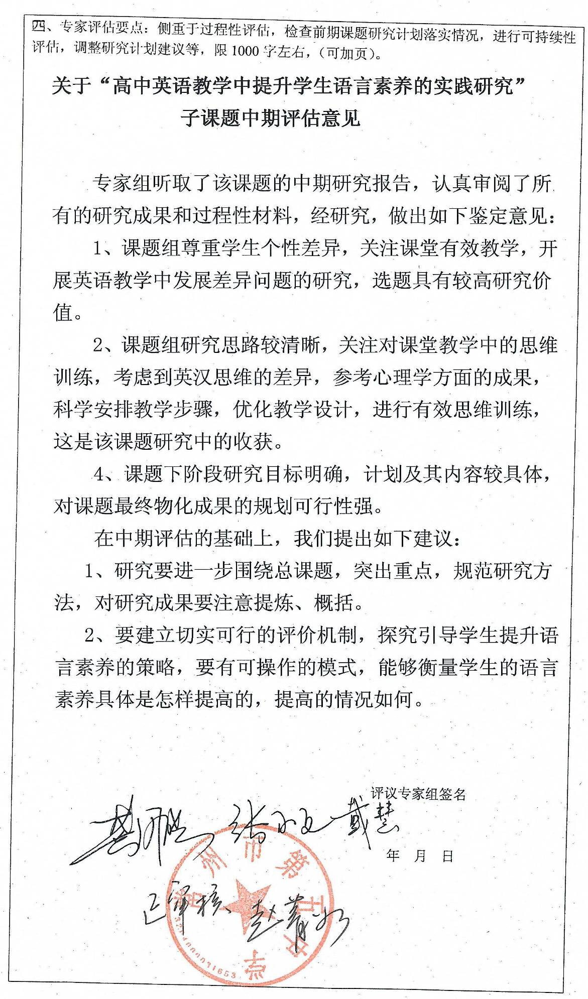 四、专家评估要点：侧重于过程性评估，检查前期课题研究计划落实情况，进行可持续性
评估，调整研究计划建议等，限1000字左右，（可加页）。
关于“高中英语教学中提升学生语言素养的实践研究”
子课题中期评估意见
专家组听取了该课题的中期研究报告，认真审阅了所
有的研究成果和过程性材料，经研究，做出如下鉴定意见：
1、课题组尊重学生个性差异，关注课堂有效教学，开
展英语教学中发展差异问题的研究，选题具有较高研究价
值。
2、课题组研究思路较清晰，关注对课堂教学中的思维
训练，考虑到英汉思维的差异，参考心理学方面的成果，
科学安排教学步骤，优化教学设计，进行有效思维训练，
这是该课题研究中的收获。
4、课题下阶段研究目标明确，计划及其内容较具体，
对课题最终物化成果的规划可行性强。
在中期评估的基础上，我们提出如下建议：
1、研究要进一步围绕总课题，突出重点，规范研究方
法，对研究成果要注意提炼、概括。
2、要建立切实可行的评价机制，探究引导学生提升语
言素养的策略，要有可操作的模式，能够衡量学生的语言
素养具体是怎样提高的，提高的情况如何。
评议专家组签名
戴慧
年 月 日
常州市第五中学
已审核